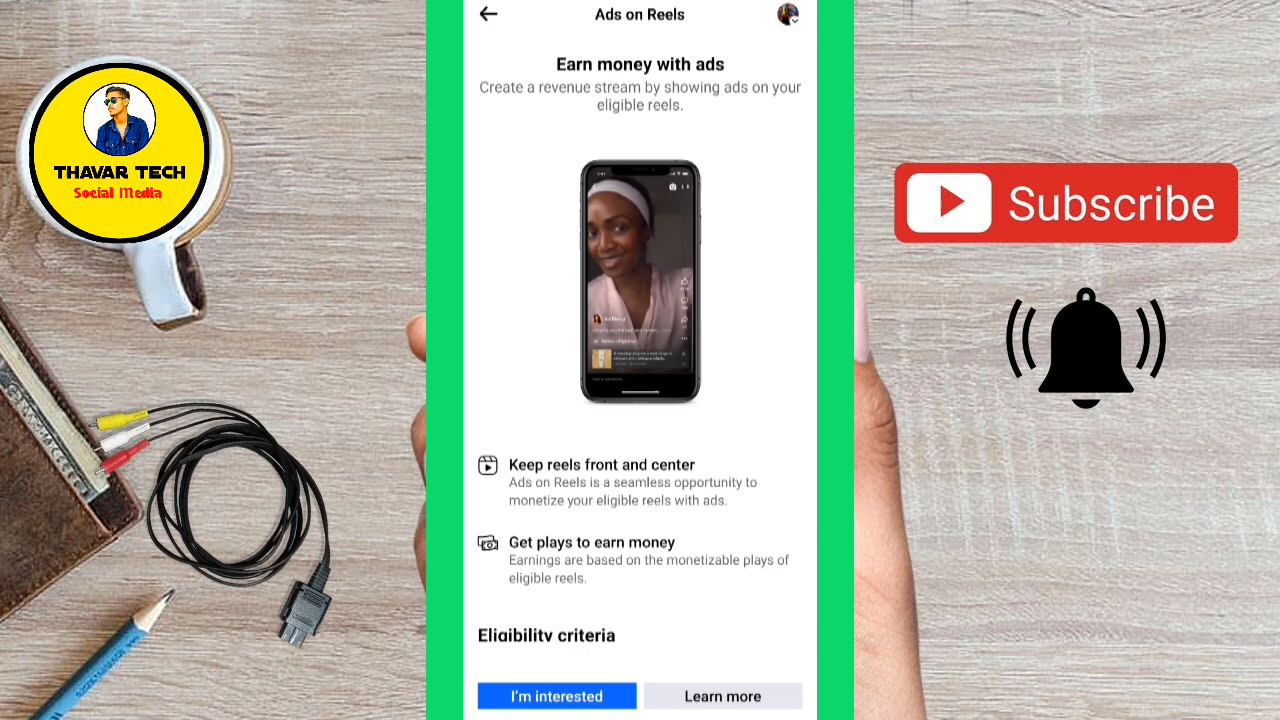 THAVAR TECH
Social Media
Ads on Reels
Earn money with ads
Create a revenue stream by showing ads on your
eligible reels.
Keep reels front and center
Ads on Reels is a seamless opportunity to
monetize your eligible reels with ads.
Get plays to earn money
Earnings are based on the monetizable plays of
eligible reels.
Eligibility criteria
I'm interested
Learn more
Subscribe